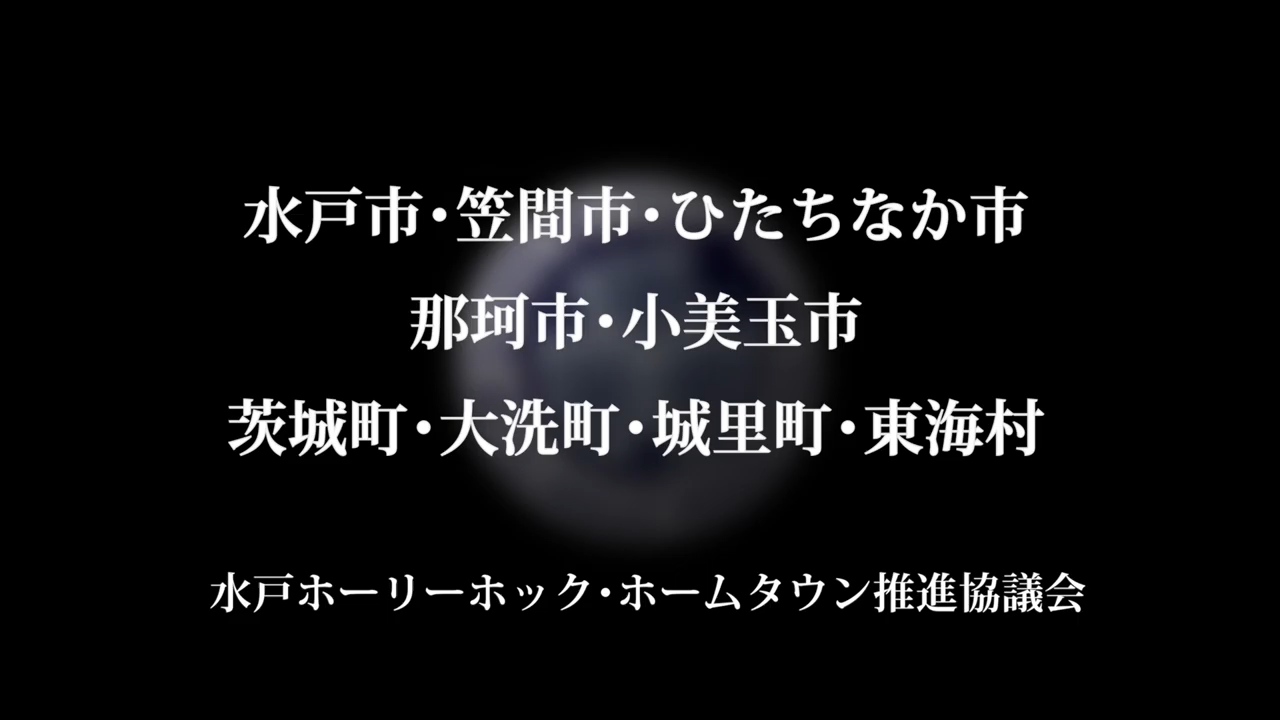 水戸市・笠間市・ひたちなか市
那珂市・小美玉市
茨城町・大洗町・城里町・東海村
水戸ホーリーホック・ホームタウン推進協議会